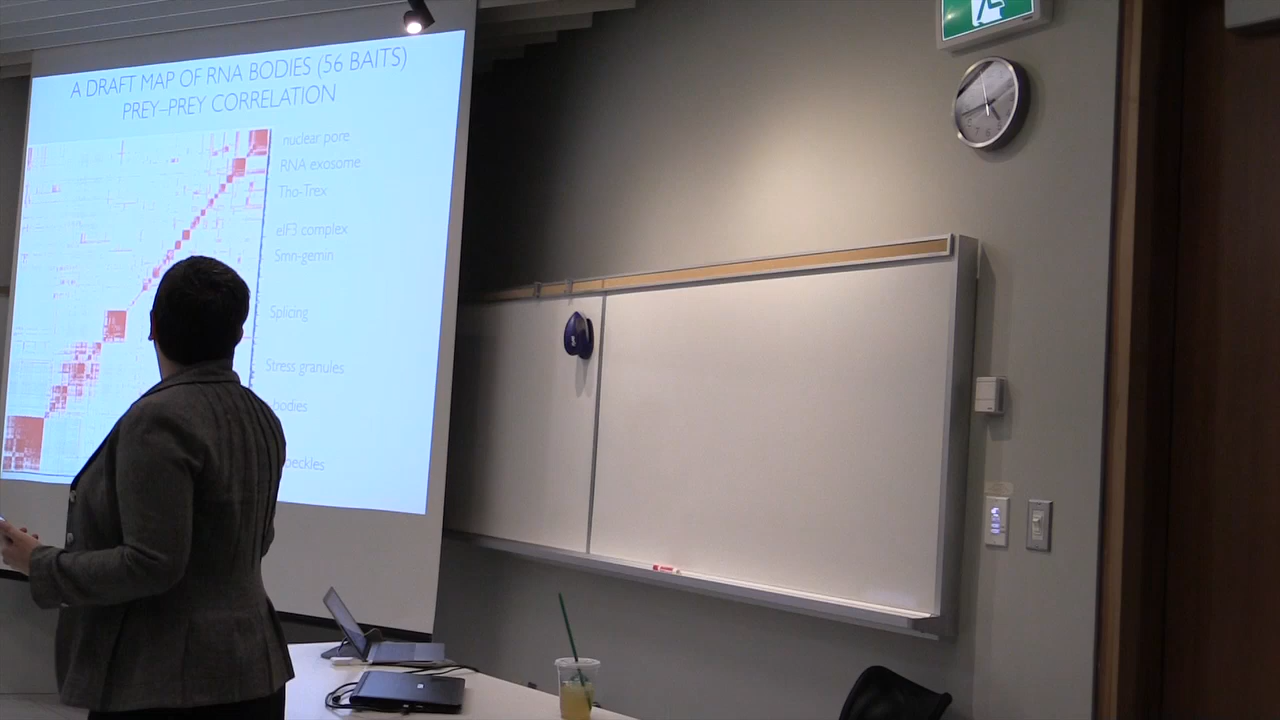 A DRAFT MAP OF RNA BODIES (56 BAITS)
PREY–PREY CORRELATION
nuclear pore
RNA exosome
Tho-Trex
eIF3 complex
Smn-gemin
Splicing
Stress granules
bodies
peckles